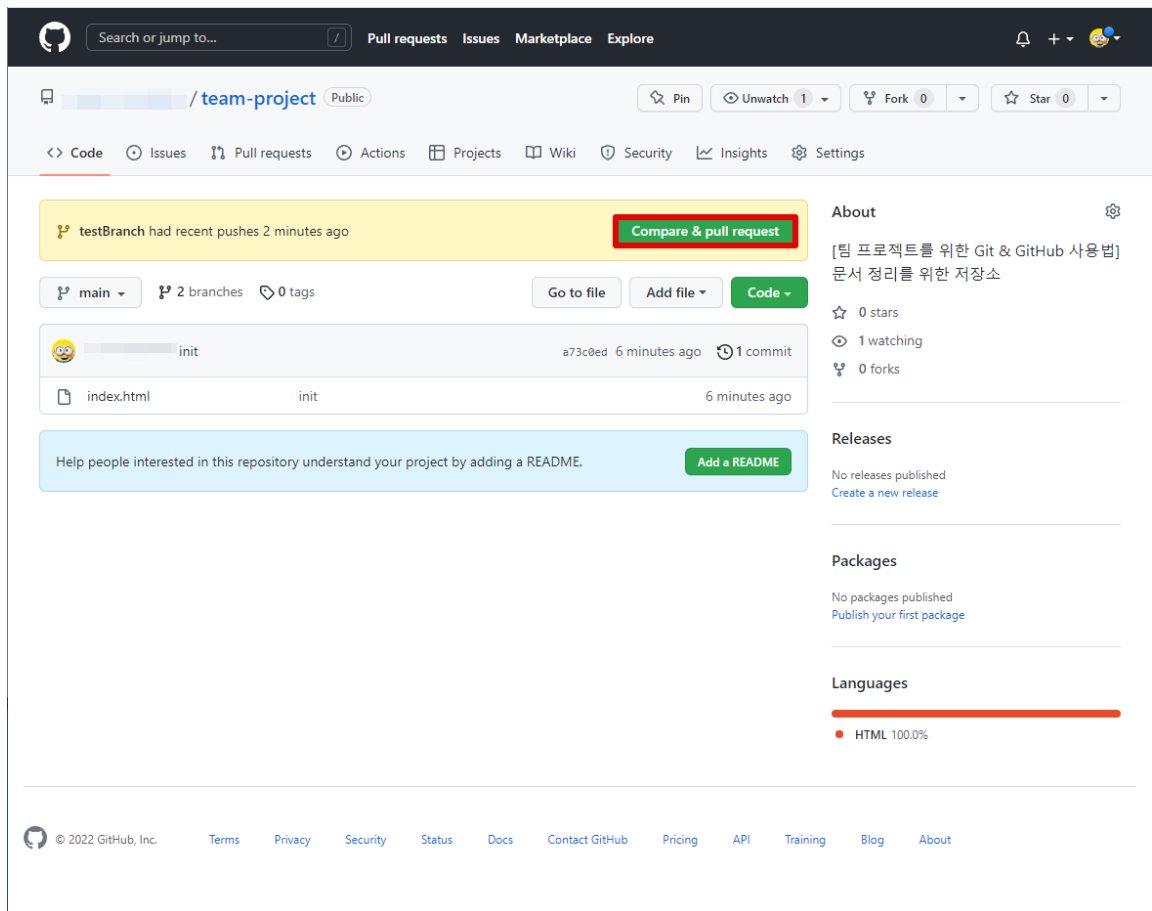 Search or jump to... /
Pull requests Issues Marketplace Explore
/ team-project Public
Pin Unwatch 1 Fork 0 Star 0
Code Issues Pull requests Actions Projects Wiki Security Insights Settings
testBranch had recent pushes 2 minutes ago Compare & pull request
main 2 branches 0 tags Go to file Add file Code
init a73c0ed 6 minutes ago 1 commit
index.html init 6 minutes ago
Help people interested in this repository understand your project by adding a README. Add a README
About
[팀 프로젝트를 위한 Git & GitHub 사용법]
문서 정리를 위한 저장소
0 stars
1 watching
0 forks
Releases
No releases published
Create a new release
Packages
No packages published
Publish your first package
Languages
HTML 100.0%
© 2022 GitHub, Inc. Terms Privacy Security Status Docs Contact GitHub Pricing API Training Blog About